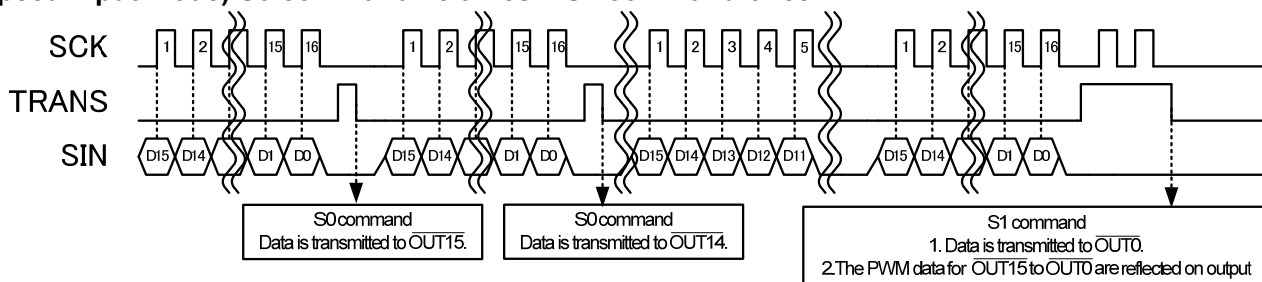 SCK 1 2 15 16 1 2 15 16 1 2 3 4 5 1 2 15 16
TRANS
SIN D15 D14 D1 D0 D15 D14 D1 D0 D15 D14 D13 D12 D11 D15 D14 D1 D0
S0 command
Data is transmitted to OUT15.
S0 command
Data is transmitted to OUT14.
S1 command
1. Data is transmitted to OUT0.
2.The PWM data for OUT15 to OUT0 are reflected on output